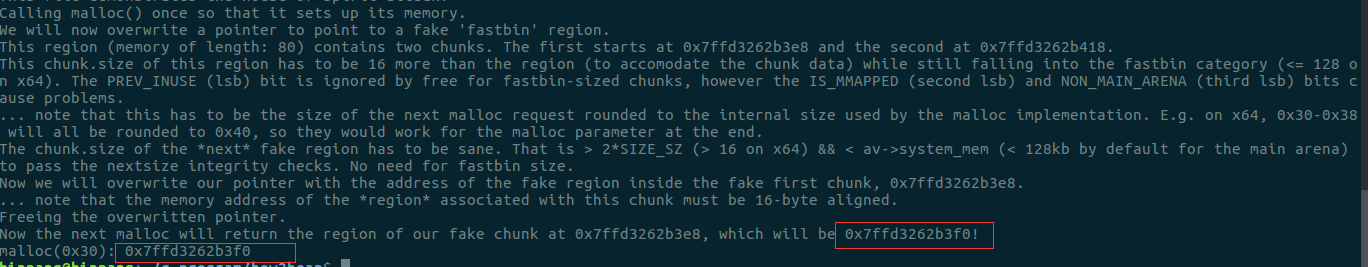 Calling malloc() once so that it sets up its memory.
We will now overwrite a pointer to point to a fake 'fastbin' region.
This region (memory of length: 80) contains two chunks. The first starts at 0x7ffd3262b3e8 and the second at 0x7ffd3262b418.
This chunk.size of this region has to be 16 more than the region (to accomodate the chunk data) while still falling into the fastbin category (<= 128 o
n x64). The PREV_INUSE (lsb) bit is ignored by free for fastbin-sized chunks, however the IS_MMAPPED (second lsb) and NON_MAIN_ARENA (third lsb) bits c
ause problems.
... note that this has to be the size of the next malloc request rounded to the internal size used by the malloc implementation. E.g. on x64, 0x30-0x38
 will all be rounded to 0x40, so they would work for the malloc parameter at the end.
The chunk.size of the *next* fake region has to be sane. That is > 2*SIZE_SZ (> 16 on x64) && < av->system_mem (< 128kb by default for the main arena)
to pass the nextsize integrity checks. No need for fastbin size.
Now we will overwrite our pointer with the address of the fake region inside the fake first chunk, 0x7ffd3262b3e8.
... note that the memory address of the *region* associated with this chunk must be 16-byte aligned.
Freeing the overwritten pointer.
Now the next malloc will return the region of our fake chunk at 0x7ffd3262b3e8, which will be 0x7ffd3262b3f0!
malloc(0x30): 0x7ffd3262b3f0